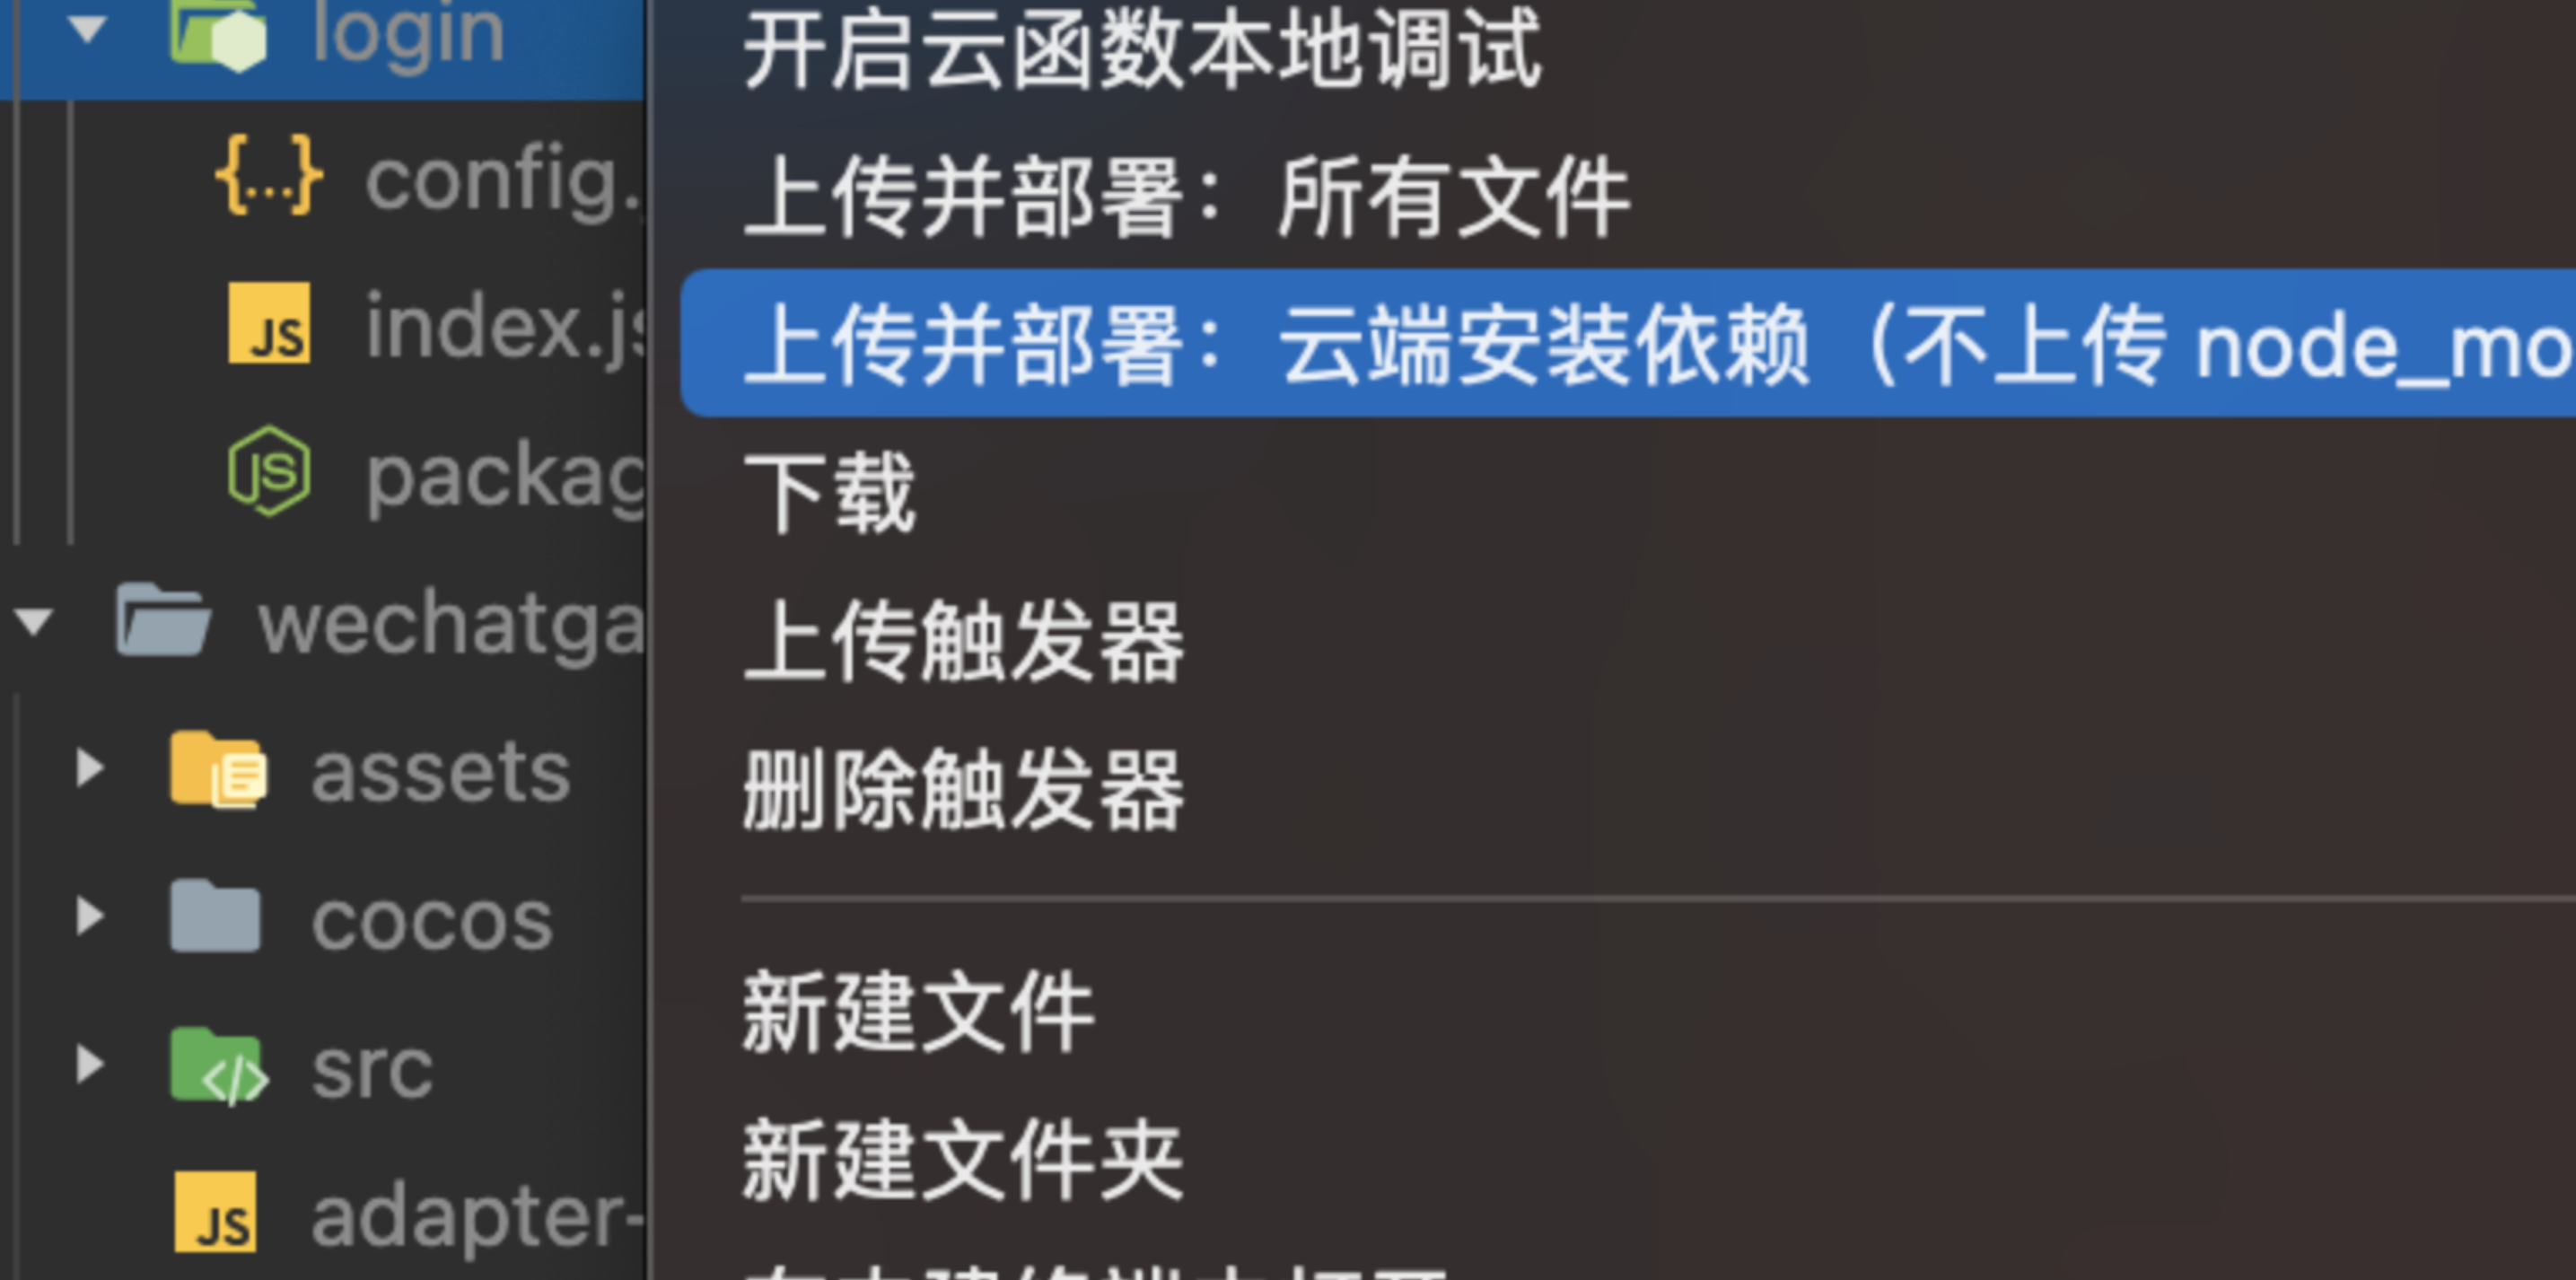 login
config.
index.js
packag
wechatga
assets
cocos
src
adapter-
开启云函数本地调试
上传并部署：所有文件
上传并部署：云端安装依赖（不上传 node_mo
下载
上传触发器
删除触发器
新建文件
新建文件夹